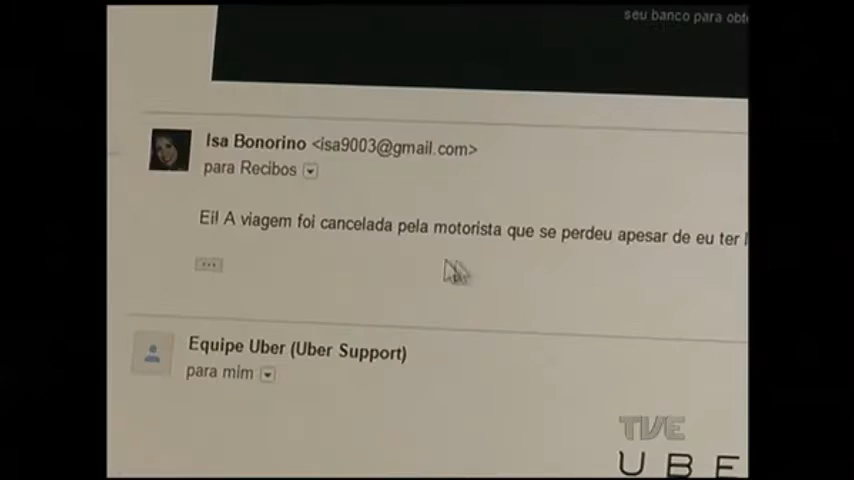 seu banco para obt
Isa Bonorino <isa9003@gmail.com>
para Recibos
Ei! A viagem foi cancelada pela motorista que se perdeu apesar de eu ter
...
Equipe Uber (Uber Support)
para mim
TVE
UBE